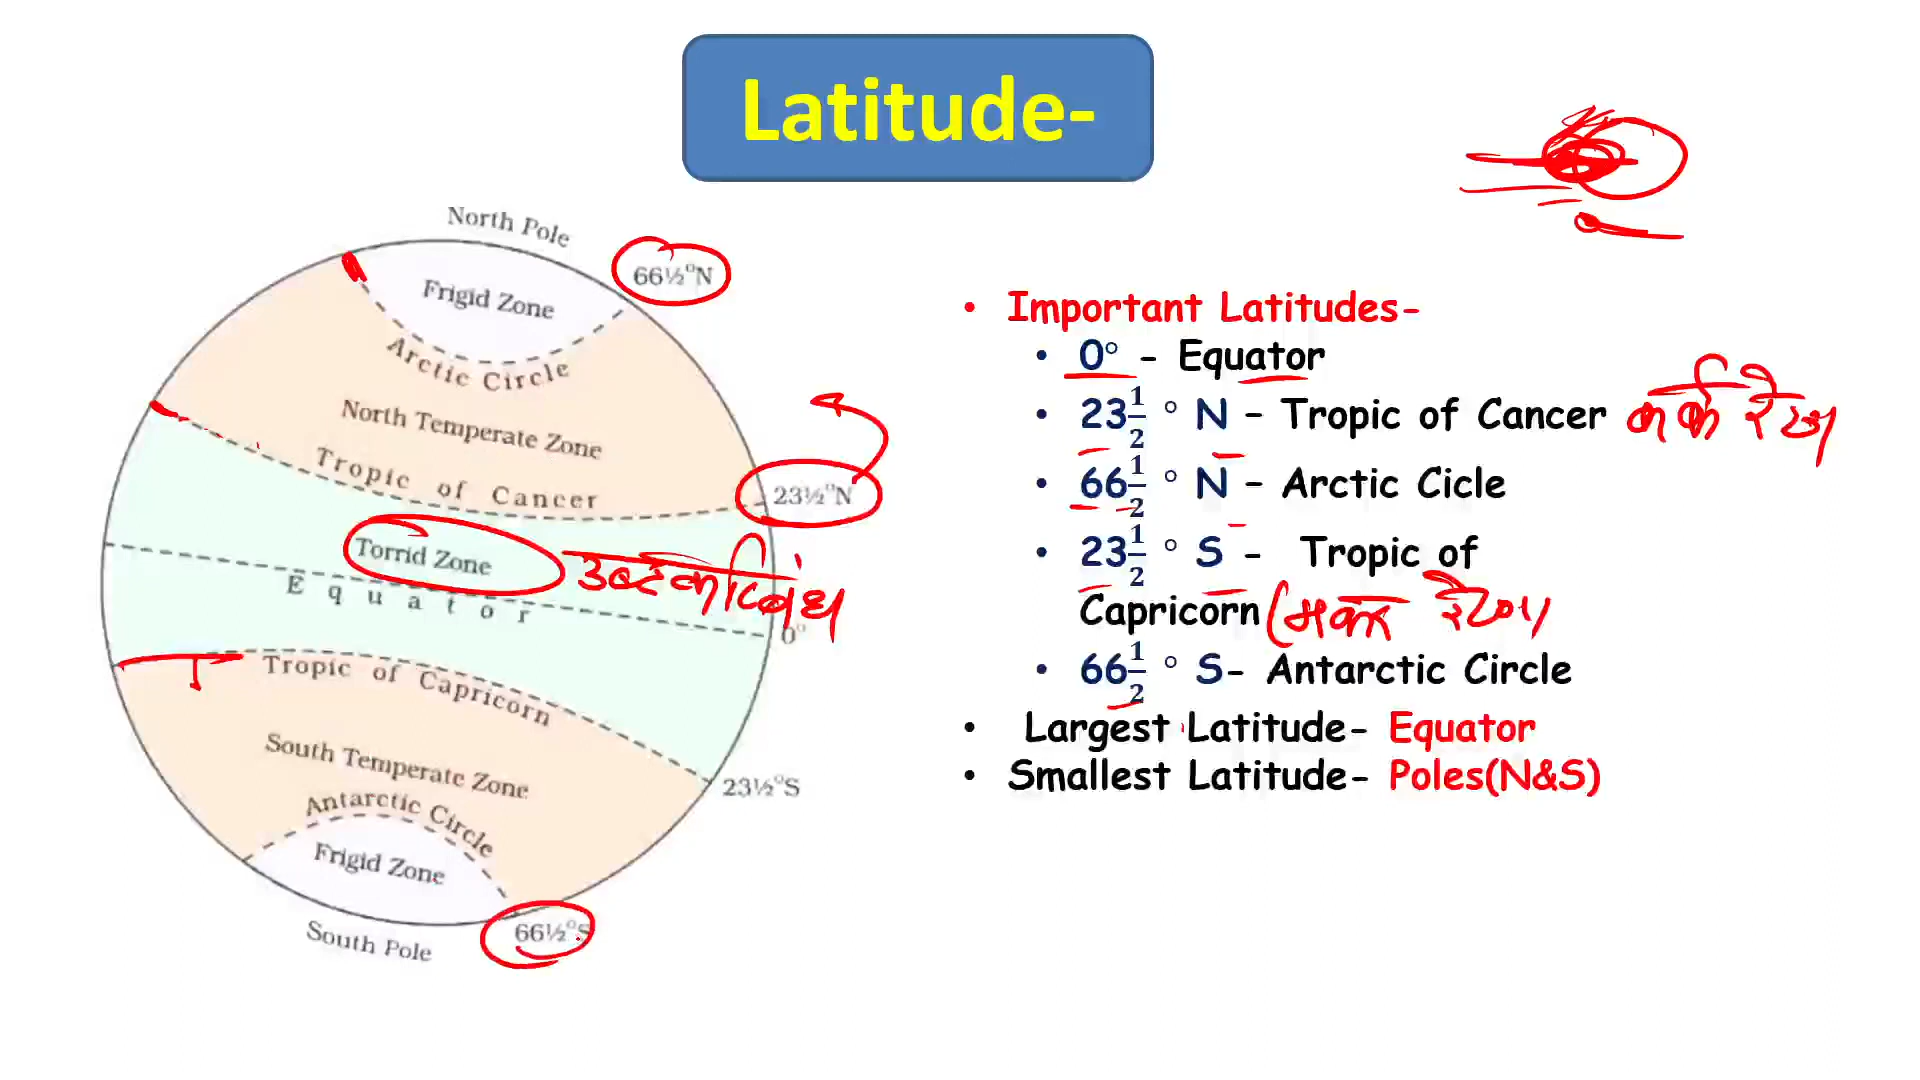 Latitude-
North Pole
66½°N
Frigid Zone
Arctic Circle
North Temperate Zone
Tropic of Cancer
23½°N
Torrid Zone
उष्ण कटिबंध
Equator
0°
Tropic of Capricorn
South Temperate Zone
23½°S
Antarctic Circle
Frigid Zone
South Pole
66½°S
• Important Latitudes-
• 0° - Equator
• 23½ ° N - Tropic of Cancer कर्क रेखा
• 66½ ° N - Arctic Cicle
• 23½ ° S - Tropic of
Capricorn (मकर रेखा
• 66½ ° S- Antarctic Circle
• Largest Latitude- Equator
• Smallest Latitude- Poles(N&S)